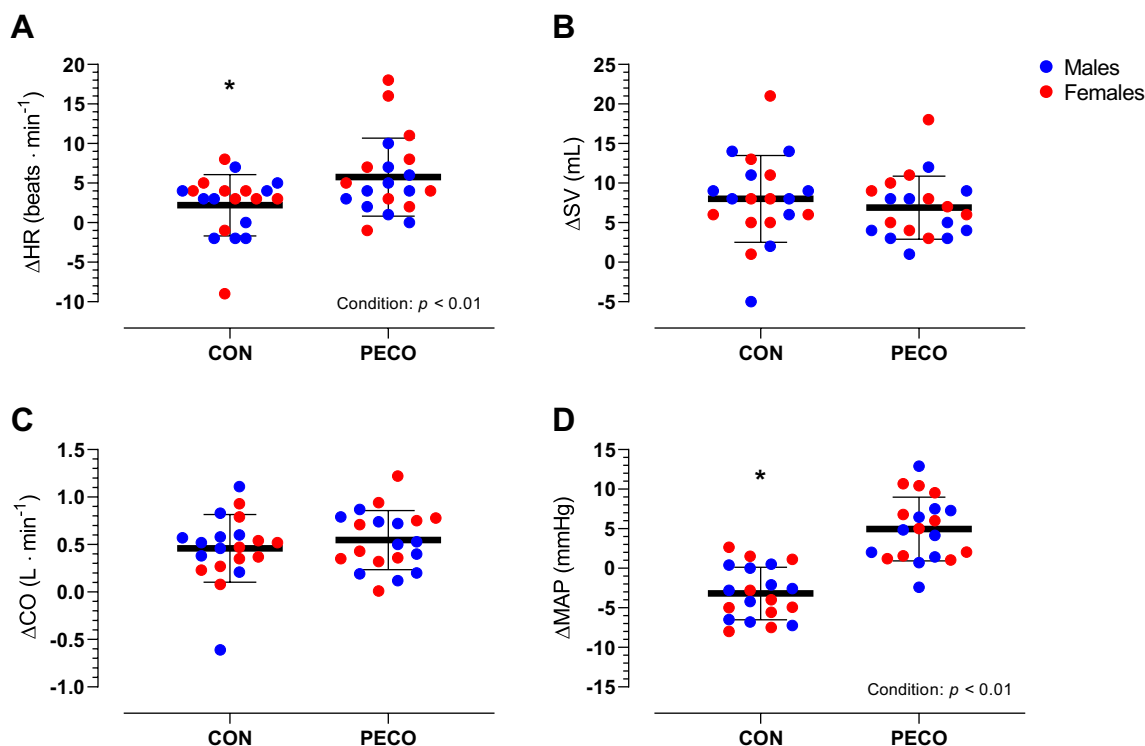 A
ΔHR (beats · min⁻¹)
20
15
10
5
0
-5
-10
*
Condition: p < 0.01
CON PECO
B
ΔSV (mL)
25
20
15
10
5
0
-5
CON PECO
Males
Females
C
ΔCO (L · min⁻¹)
1.5
1.0
0.5
0.0
-0.5
-1.0
CON PECO
D
ΔMAP (mmHg)
15
10
5
0
-5
-10
-15
*
Condition: p < 0.01
CON PECO